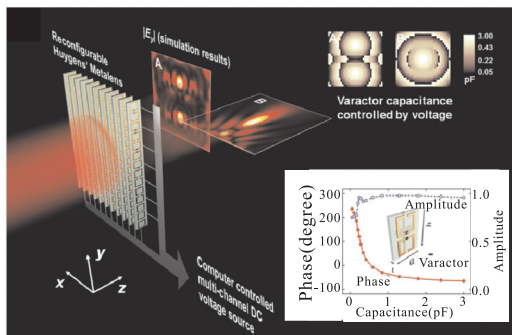 |Ey| (simulation results)
Reconfigurable
Huygens' Metalens
A
B
A
3.00
0.43
0.22
0.05
pF
Varactor capacitance
controlled by voltage
x
y
z
Computer controlled
multi-channel DC
voltage source
Phase(degree)
300
200
100
0
-100
Amplitude
Varactor
Phase
h
d
t
1.0
0.5
0.0
Amplitude
0
1
2
3
Capacitance(pF)